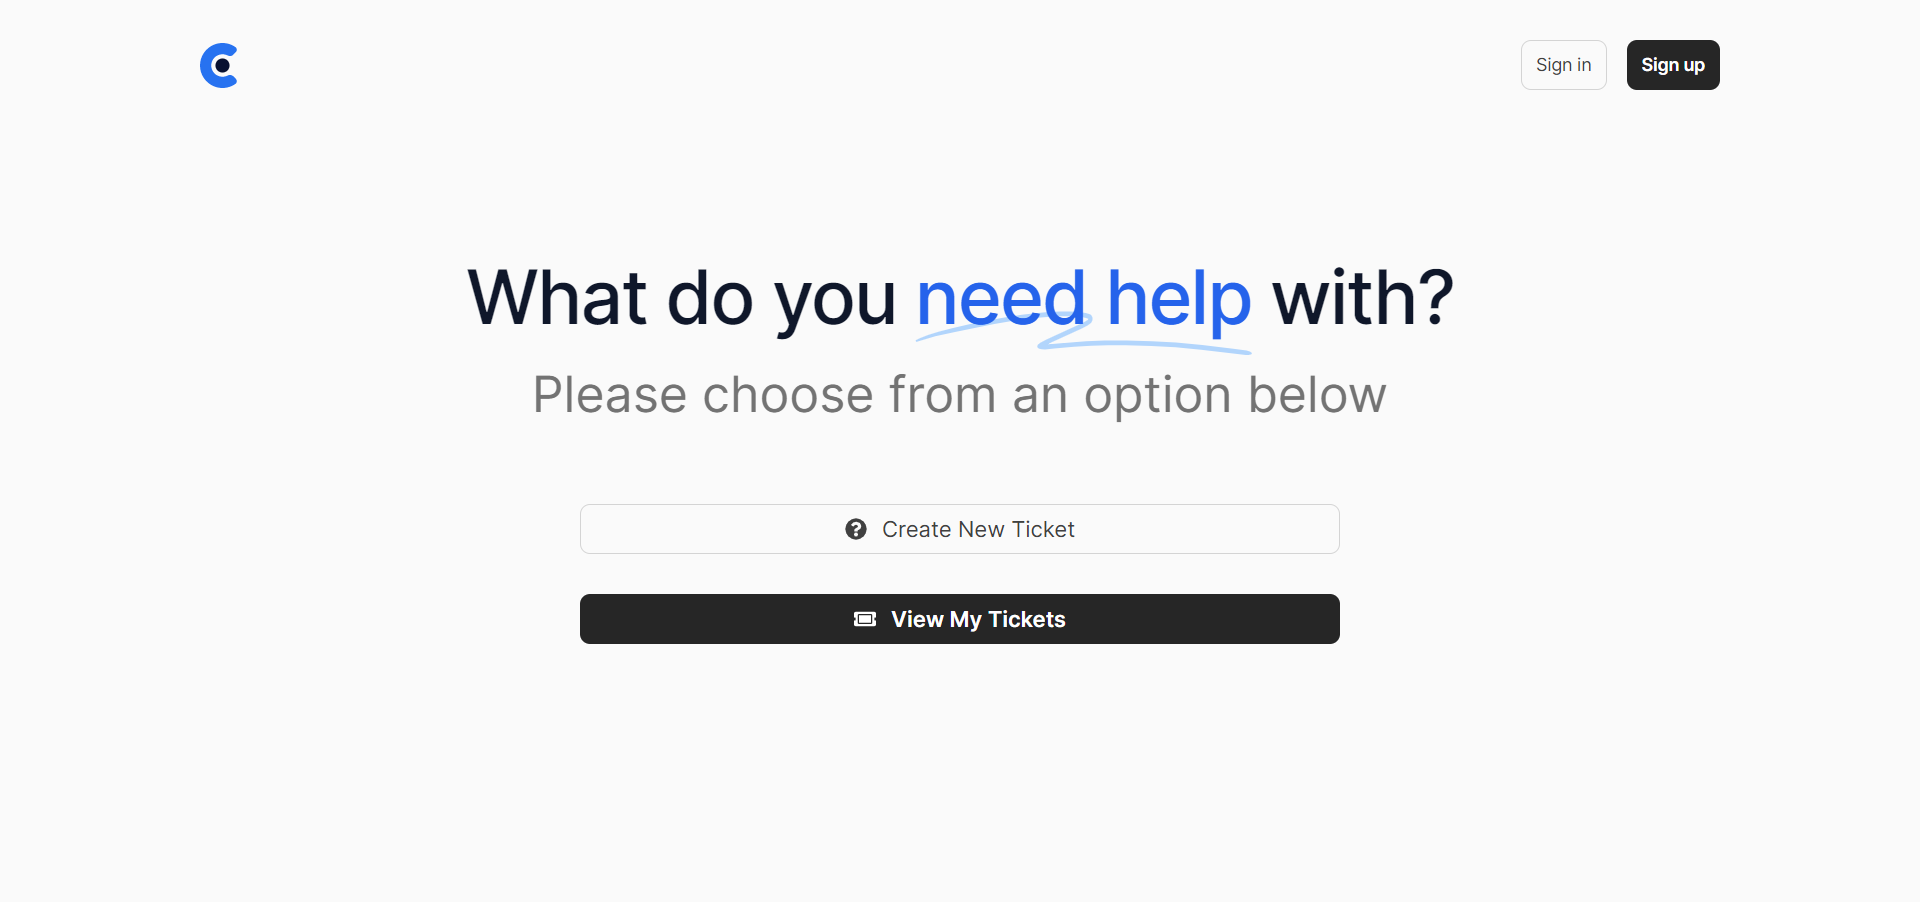 Sign in
Sign up
What do you need help with?
Please choose from an option below
Create New Ticket
View My Tickets